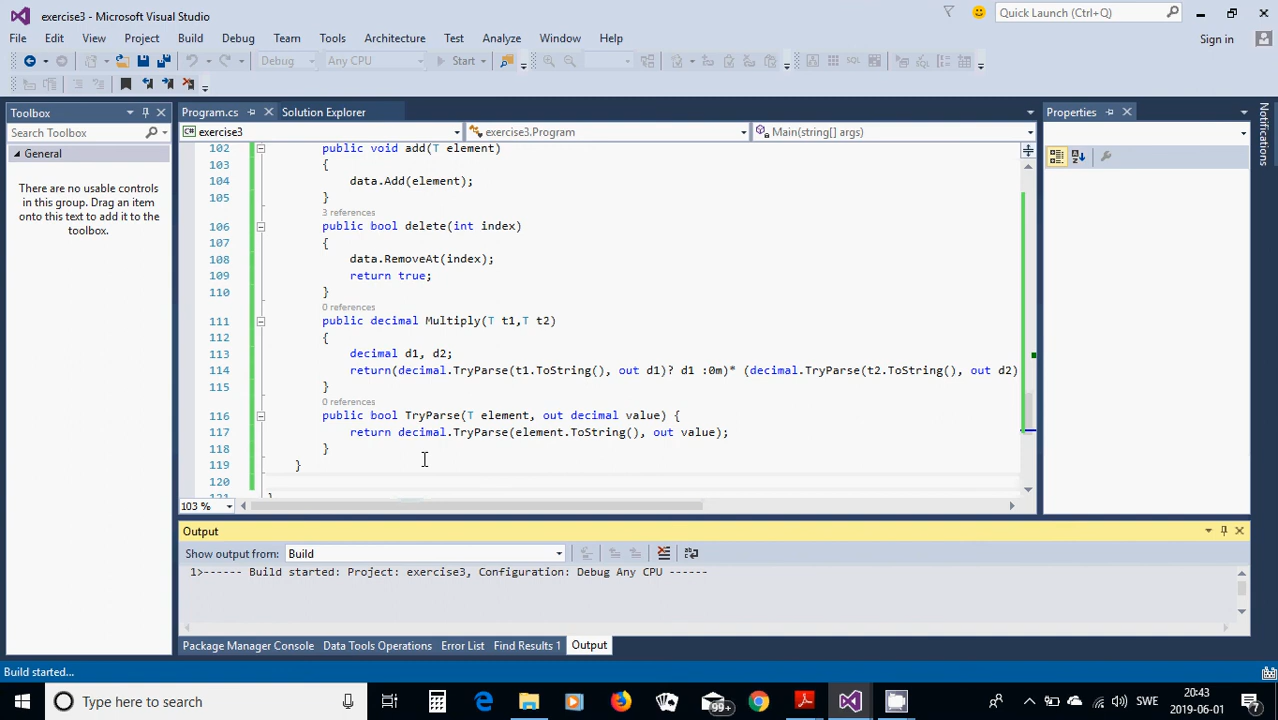 exercise3 - Microsoft Visual Studio
Quick Launch (Ctrl+Q)
File Edit View Project Build Debug Team Tools Architecture Test Analyze Window Help
Sign in
Debug Any CPU Start
Toolbox
Program.cs Solution Explorer
Properties
Notifications
Search Toolbox
exercise3 exercise3.Program Main(string[] args)
General
There are no usable controls
in this group. Drag an item
onto this text to add it to the
toolbox.
102 public void add(T element)
103 {
104 data.Add(element);
105 }
3 references
106 public bool delete(int index)
107 {
108 data.RemoveAt(index);
109 return true;
110 }
0 references
111 public decimal Multiply(T t1,T t2)
112 {
113 decimal d1, d2;
114 return(decimal.TryParse(t1.ToString(), out d1)? d1 :0m)* (decimal.TryParse(t2.ToString(), out d2)
115 }
0 references
116 public bool TryParse(T element, out decimal value) {
117 return decimal.TryParse(element.ToString(), out value);
118 }
119 }
120
121 }
103 %
Output
Show output from: Build
1>------ Build started: Project: exercise3, Configuration: Debug Any CPU ------
Package Manager Console Data Tools Operations Error List Find Results 1 Output
Build started...
Type here to search
99+
SWE
20:43
2019-06-01
7